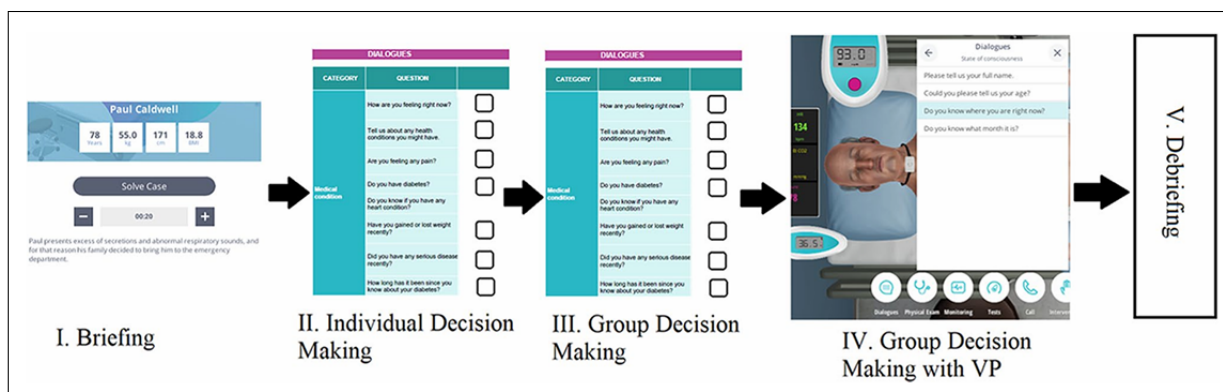 Paul Caldwell
78
55.0
171
18.8
Years
kg
cm
BMI
Solve Case
00:20
Paul presents excess of secretions and abnormal respiratory sounds, and
for that reason his family decided to bring him to the emergency
department.
I. Briefing
DIALOGUES
CATEGORY
QUESTION
Medical
condition
How are you feeling right now?
Tell us about any health
conditions you might have.
Are you feeling any pain?
Do you have diabetes?
Do you know if you have any
heart condition?
Have you gained or lost weight
recently?
Did you have any serious disease
recently?
How long has it been since you
know about your diabetes?
II. Individual Decision
Making
DIALOGUES
CATEGORY
QUESTION
Medical
condition
How are you feeling right now?
Tell us about any health
conditions you might have.
Are you feeling any pain?
Do you have diabetes?
Do you know if you have any
heart condition?
Have you gained or lost weight
recently?
Did you have any serious disease
recently?
How long has it been since you
know about your diabetes?
III. Group Decision
Making
93.0
134
78
36.5
Dialogues
State of consciousness
Please tell us your full name.
Could you please tell us your age?
Do you know where you are right now?
Do you know what month it is?
Dialogues
Physical Exam
Monitoring
Tests
Call
IV. Group Decision
Making with VP
V. Debriefing